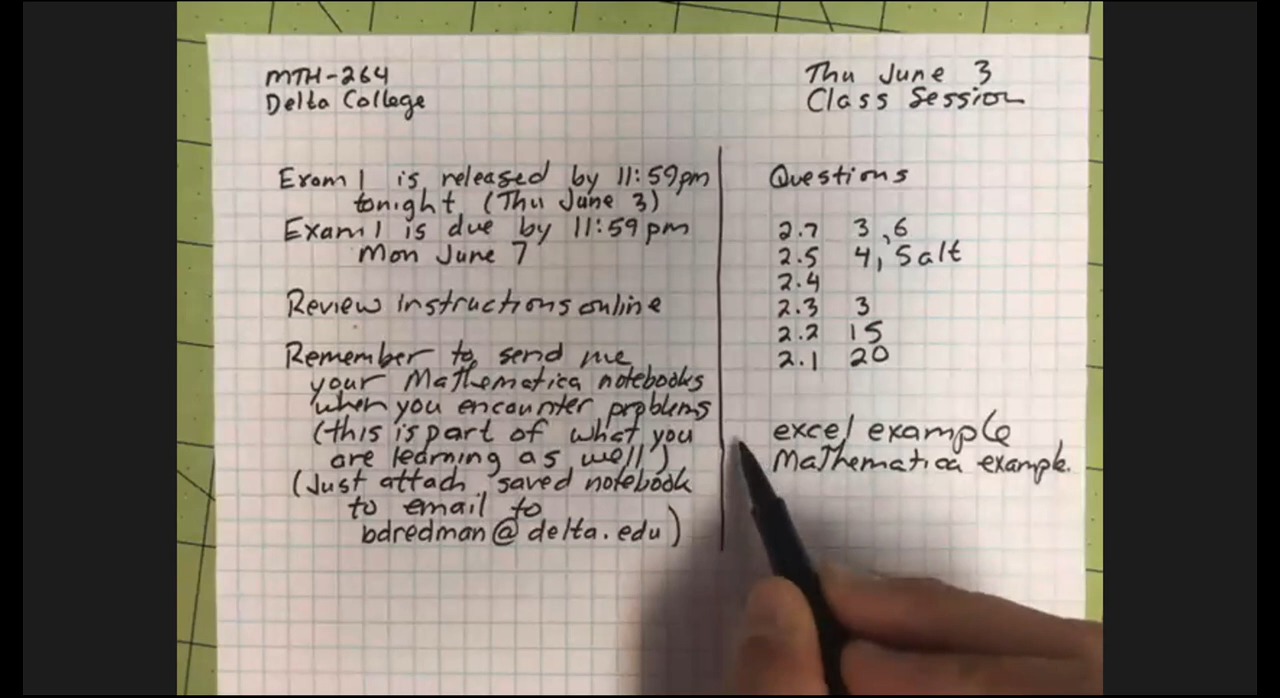 MTH-264
Delta College
Thu June 3
Class Session
Exam 1 is released by 11:59pm
tonight (Thu June 3)
Exam 1 is due by 11:59pm
Mon June 7
Review instructions online
Remember to send me
your Mathematica notebooks
when you encounter problems
(this is part of what you
are learning as well)
(Just attach saved notebook
to email to
bdredman@delta.edu)
Questions
2.7 3, 6
2.5 4, Salt
2.4
2.3 3
2.2 15
2.1 20
excel example
Mathematica example.